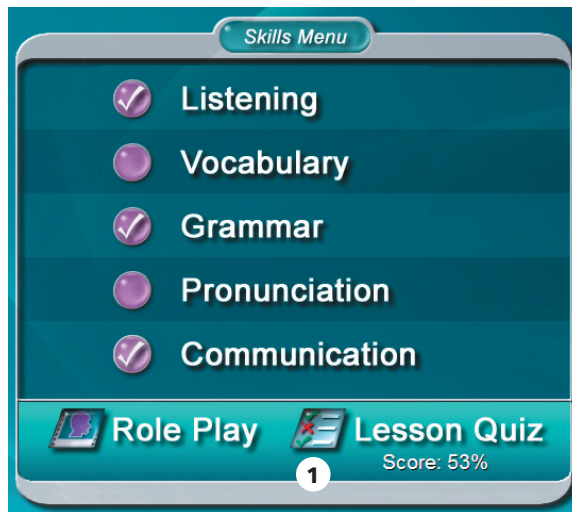 Skills Menu
Listening
Vocabulary
Grammar
Pronunciation
Communication
Role Play Lesson Quiz
Score: 53%
1